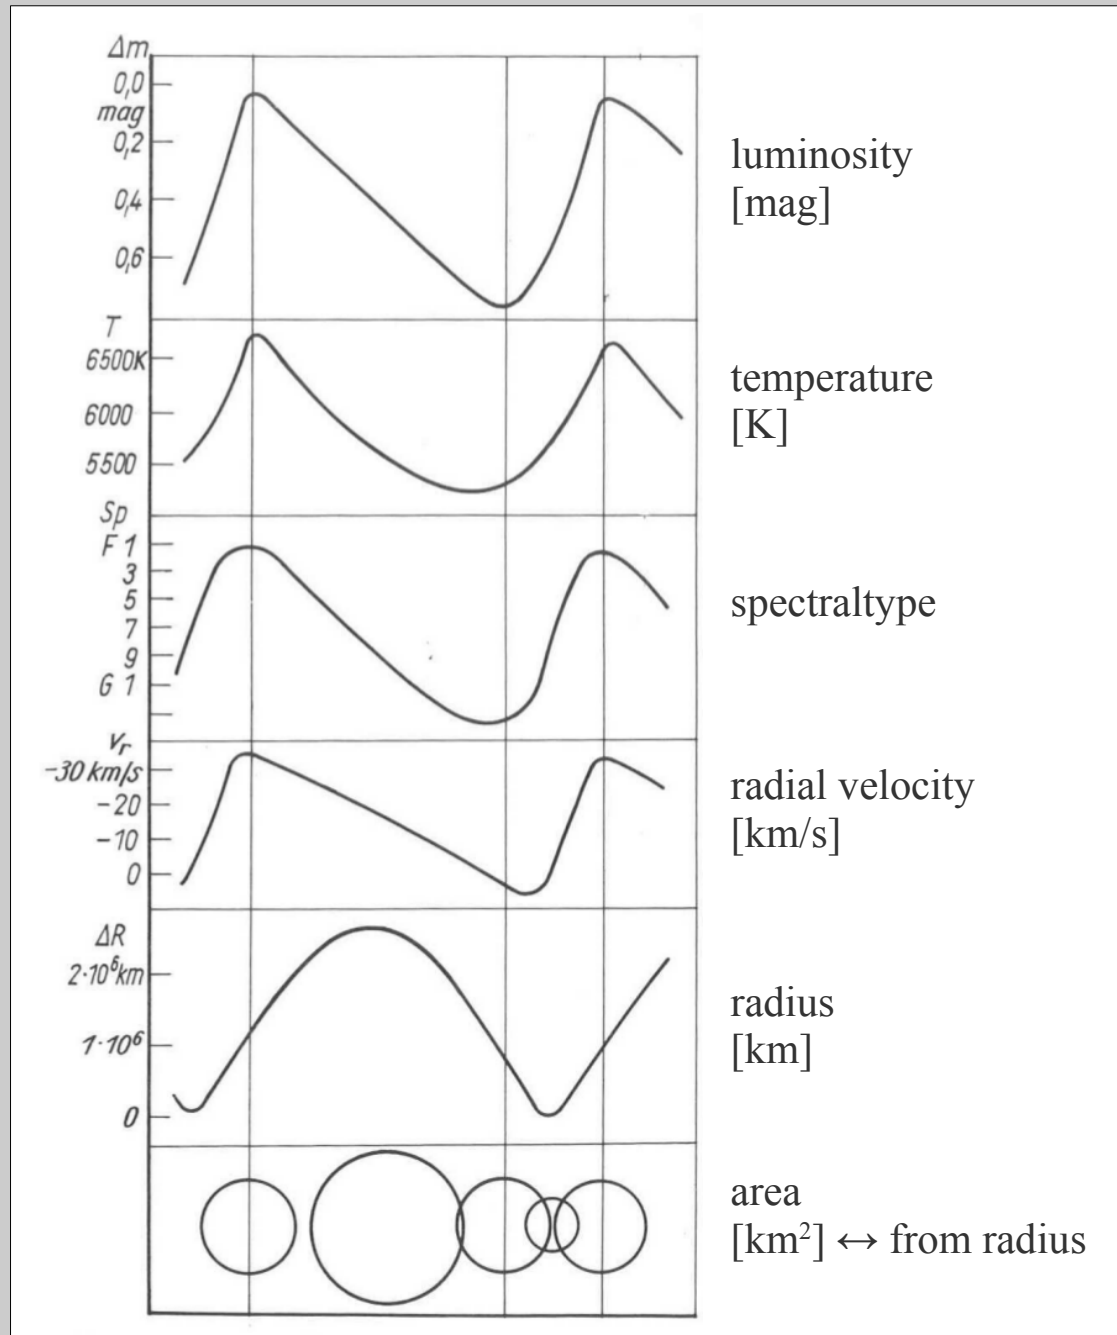 Δm
0,0
mag
0,2
0,4
0,6
luminosity
[mag]
T
6500K
6000
5500
temperature
[K]
Sp
F 1
3
5
7
9
G 1
spectraltype
Vr
-30 km/s
-20
-10
0
radial velocity
[km/s]
ΔR
2·10⁶km
1·10⁶
0
radius
[km]
area
[km²] ↔ from radius